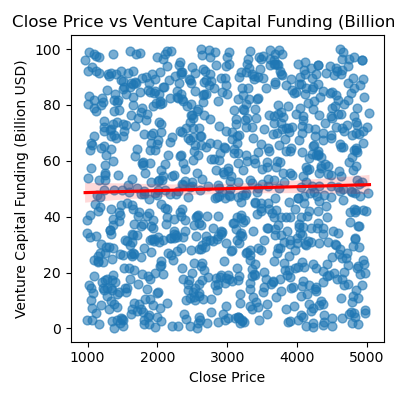 Close Price vs Venture Capital Funding (Billion
Venture Capital Funding (Billion USD)
100
80
60
40
20
0
1000 2000 3000 4000 5000
Close Price